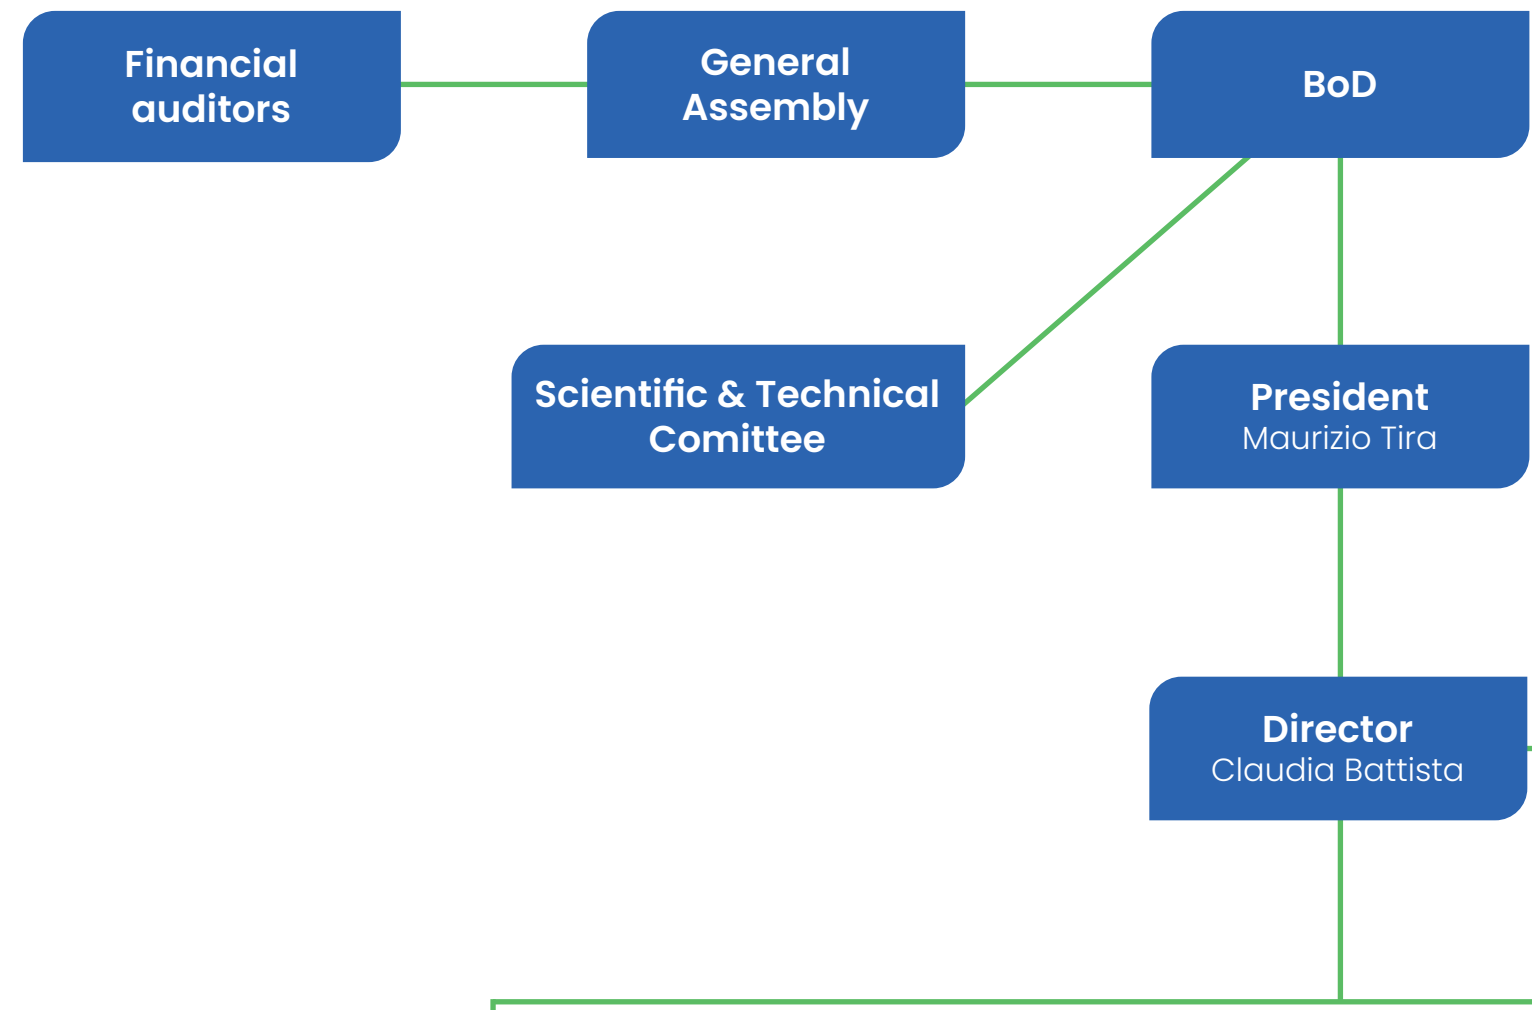 Financial
auditors
General
Assembly
BoD
Scientific & Technical
Comittee
President
Maurizio Tira
Director
Claudia Battista